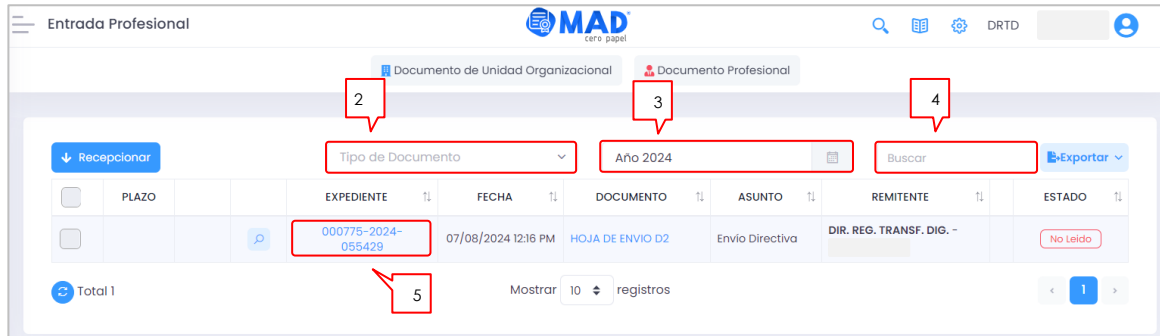 Entrada Profesional
MAD
cero papel
DRTD
Documento de Unidad Organizacional
Documento Profesional
2
3
4
Recepcionar
Tipo de Documento
Año 2024
Buscar
Exportar
PLAZO
EXPEDIENTE
FECHA
DOCUMENTO
ASUNTO
REMITENTE
ESTADO
000775-2024-
055429
07/08/2024 12:16 PM
HOJA DE ENVIO D2
Envío Directiva
DIR. REG. TRANSF. DIG. -
No Leido
5
Total 1
Mostrar 10 registros
1